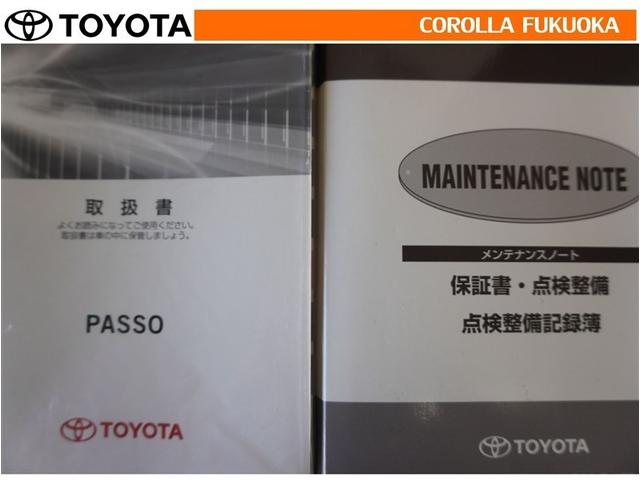 TOYOTA
COROLLA FUKUOKA
取扱書
よくお読みになってご使用ください。
取扱書は車の中に保管しましょう。
PASSO
TOYOTA
MAINTENANCE NOTE
メンテナンスノート
保証書・点検整備
点検整備記録簿
TOYOTA